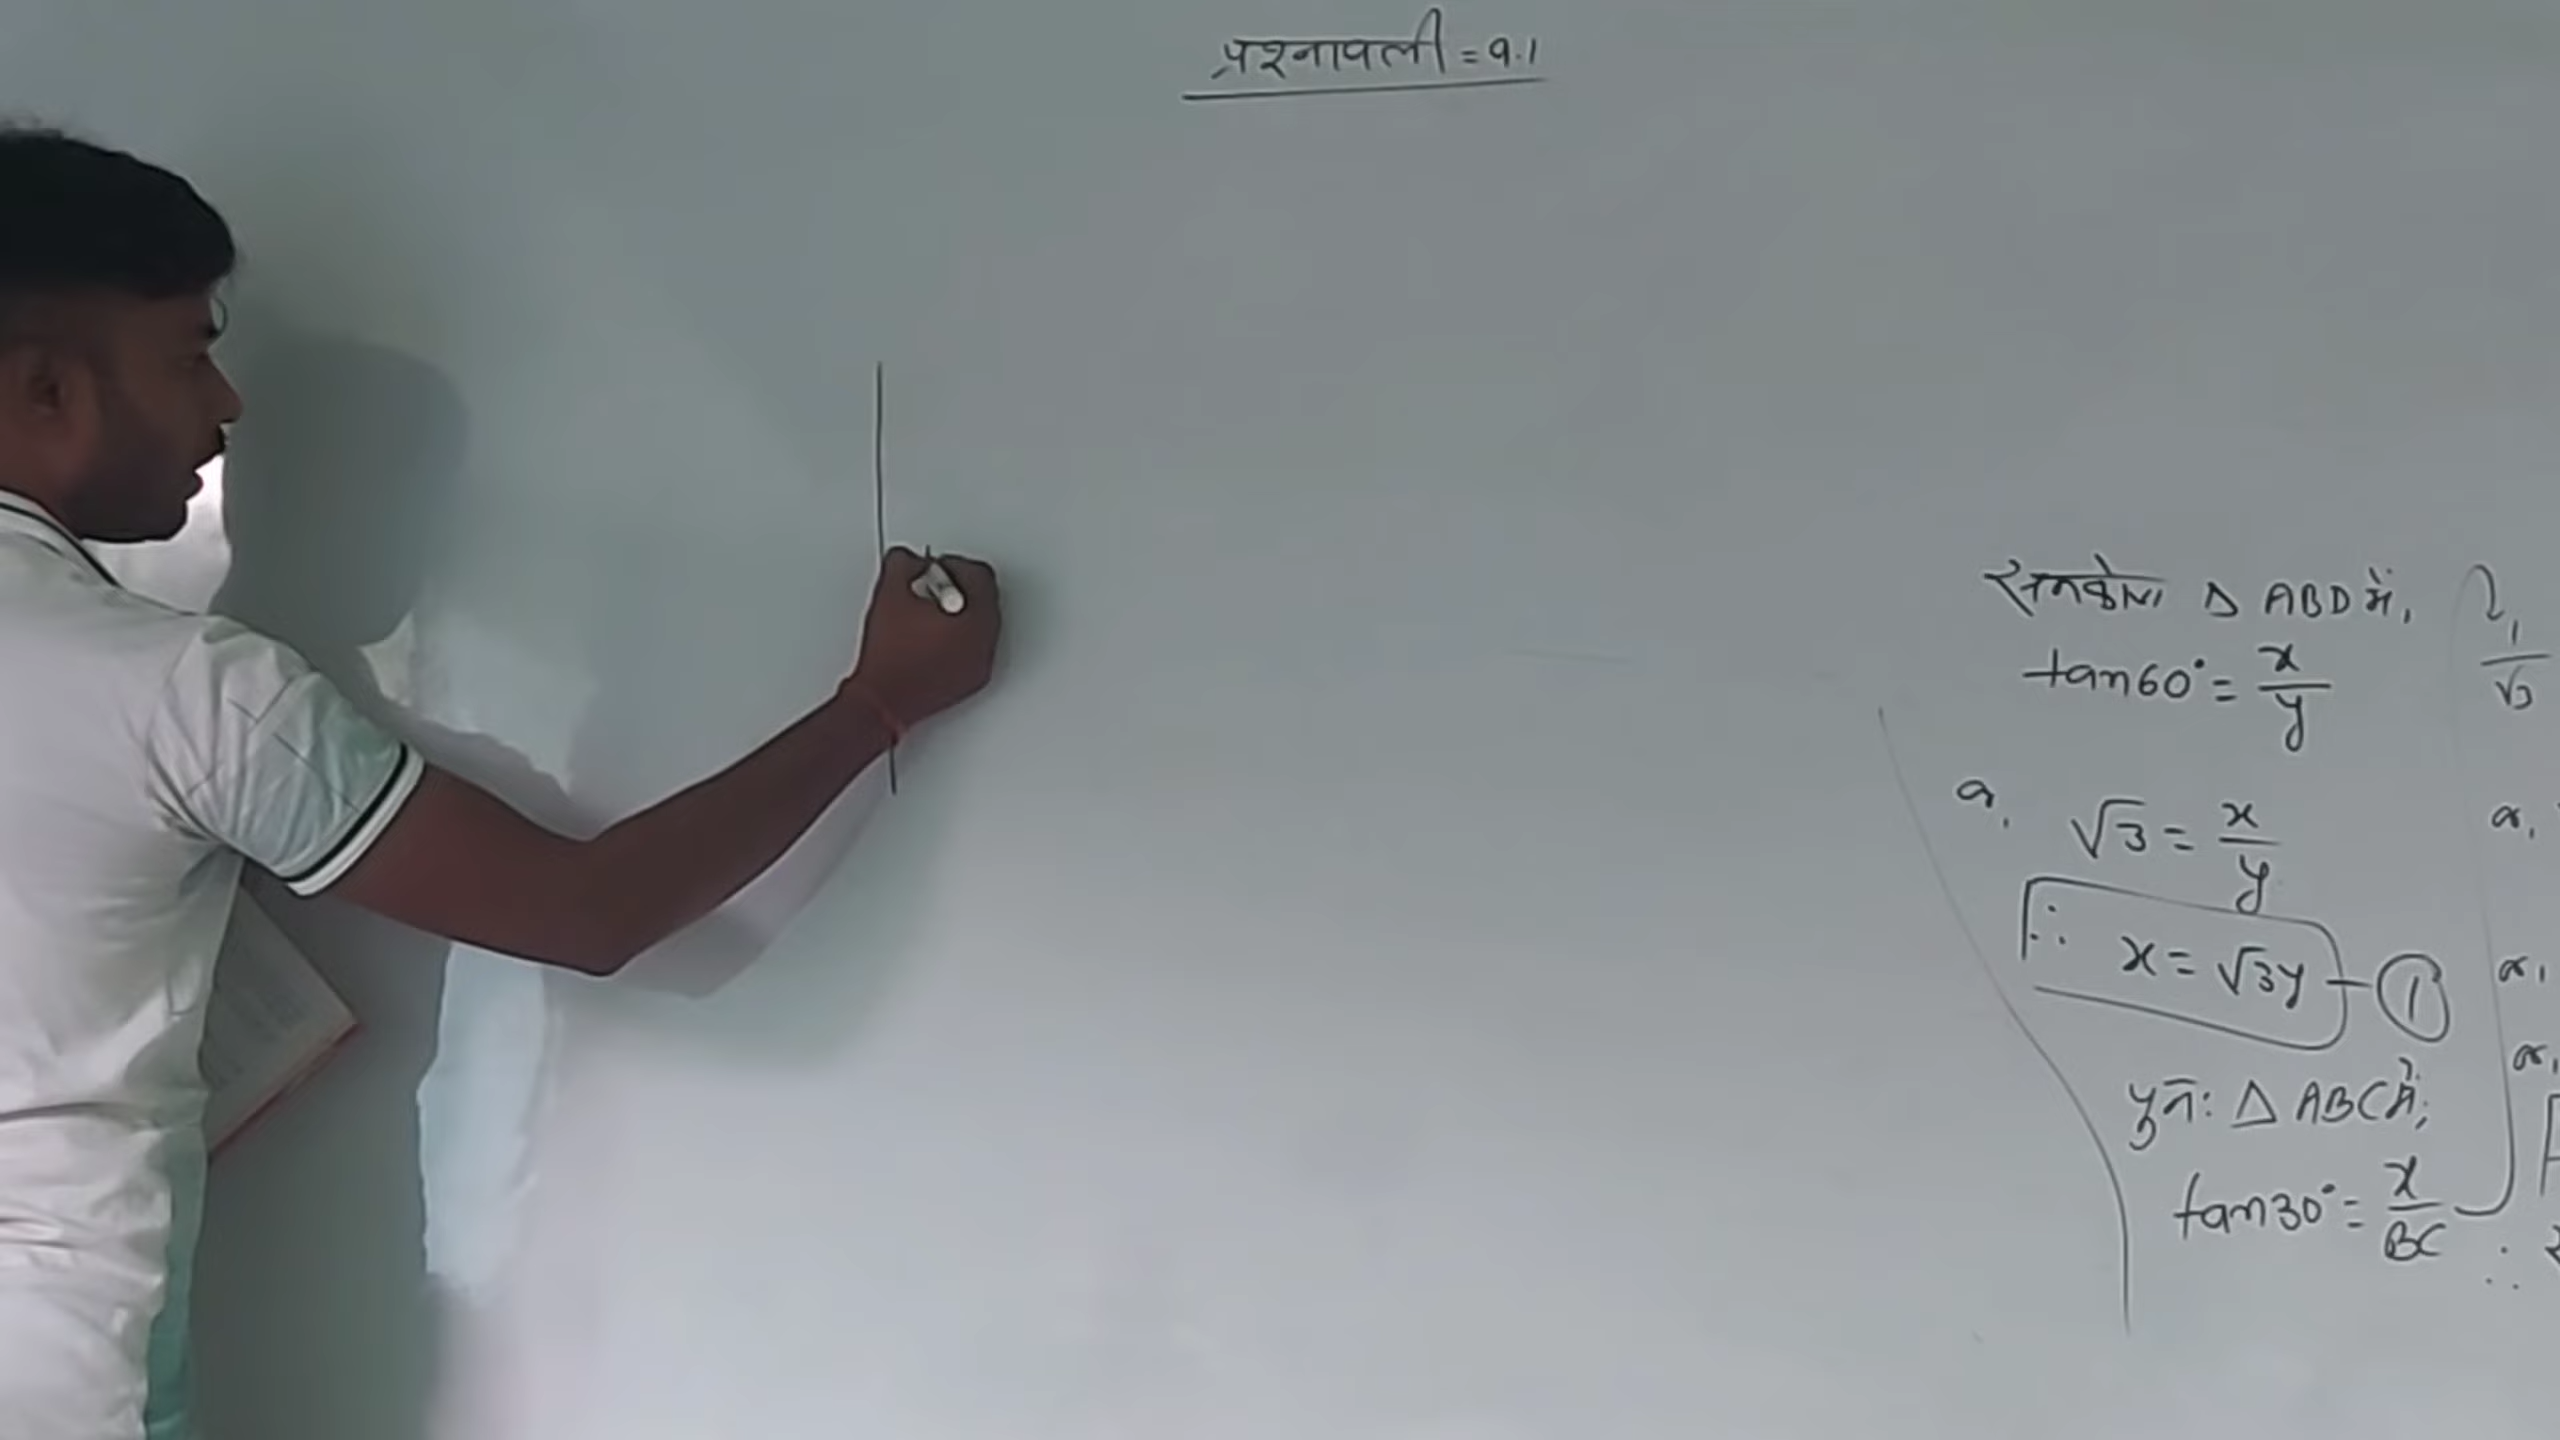 प्रश्नावली = 9.1
समकोण Δ ABD में,
tan60° = x/y
a, √3 = x/y
∴ x = √3y — ①
पुनः Δ ABC में,
tan30° = x/BC
1/√3
a,
a,
a,
∴